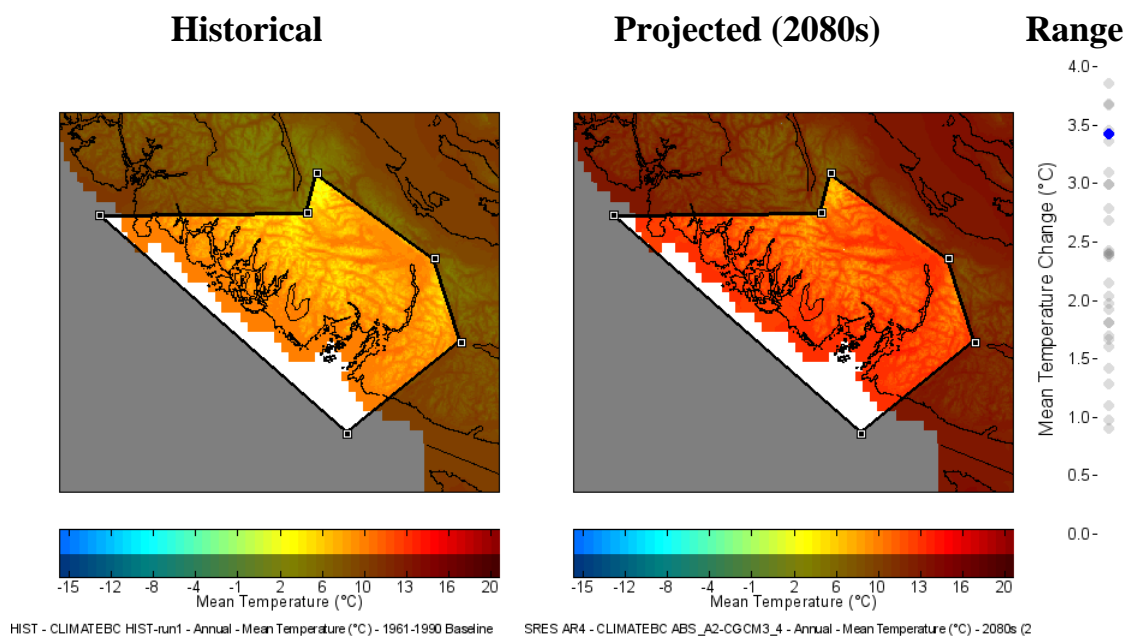 Historical
Projected (2080s)
Range
4.0-
3.5-
3.0-
2.5-
2.0-
1.5-
1.0-
0.5-
0.0-
Mean Temperature Change (°C)
-15 -12 -8 -4 -1 2 6 10 13 16 20
Mean Temperature (°C)
-15 -12 -8 -4 -1 2 6 10 13 16 20
Mean Temperature (°C)
HIST - CLIMATEBC HIST-run1 - Annual - Mean Temperature (°C) - 1961-1990 Baseline
SRES AR4 - CLIMATEBC ABS_A2-CGCM3_4 - Annual - Mean Temperature (°C) - 2080s (2